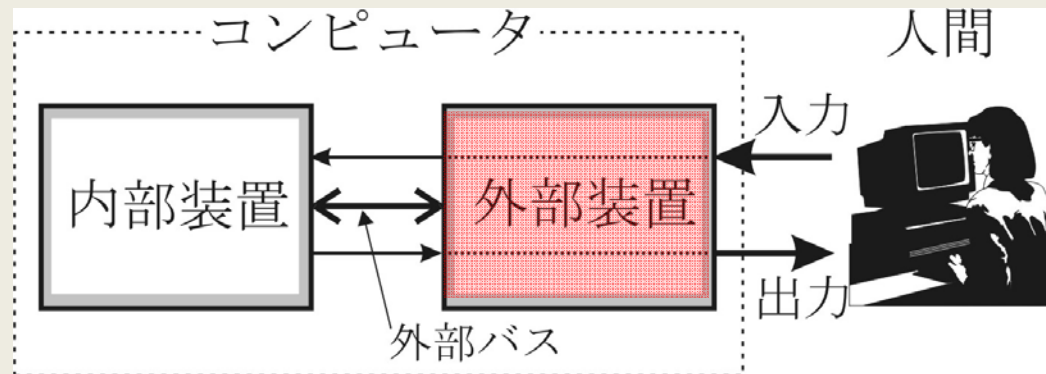 コンピュータ
人間
入力
内部装置
外部装置
出力
外部バス